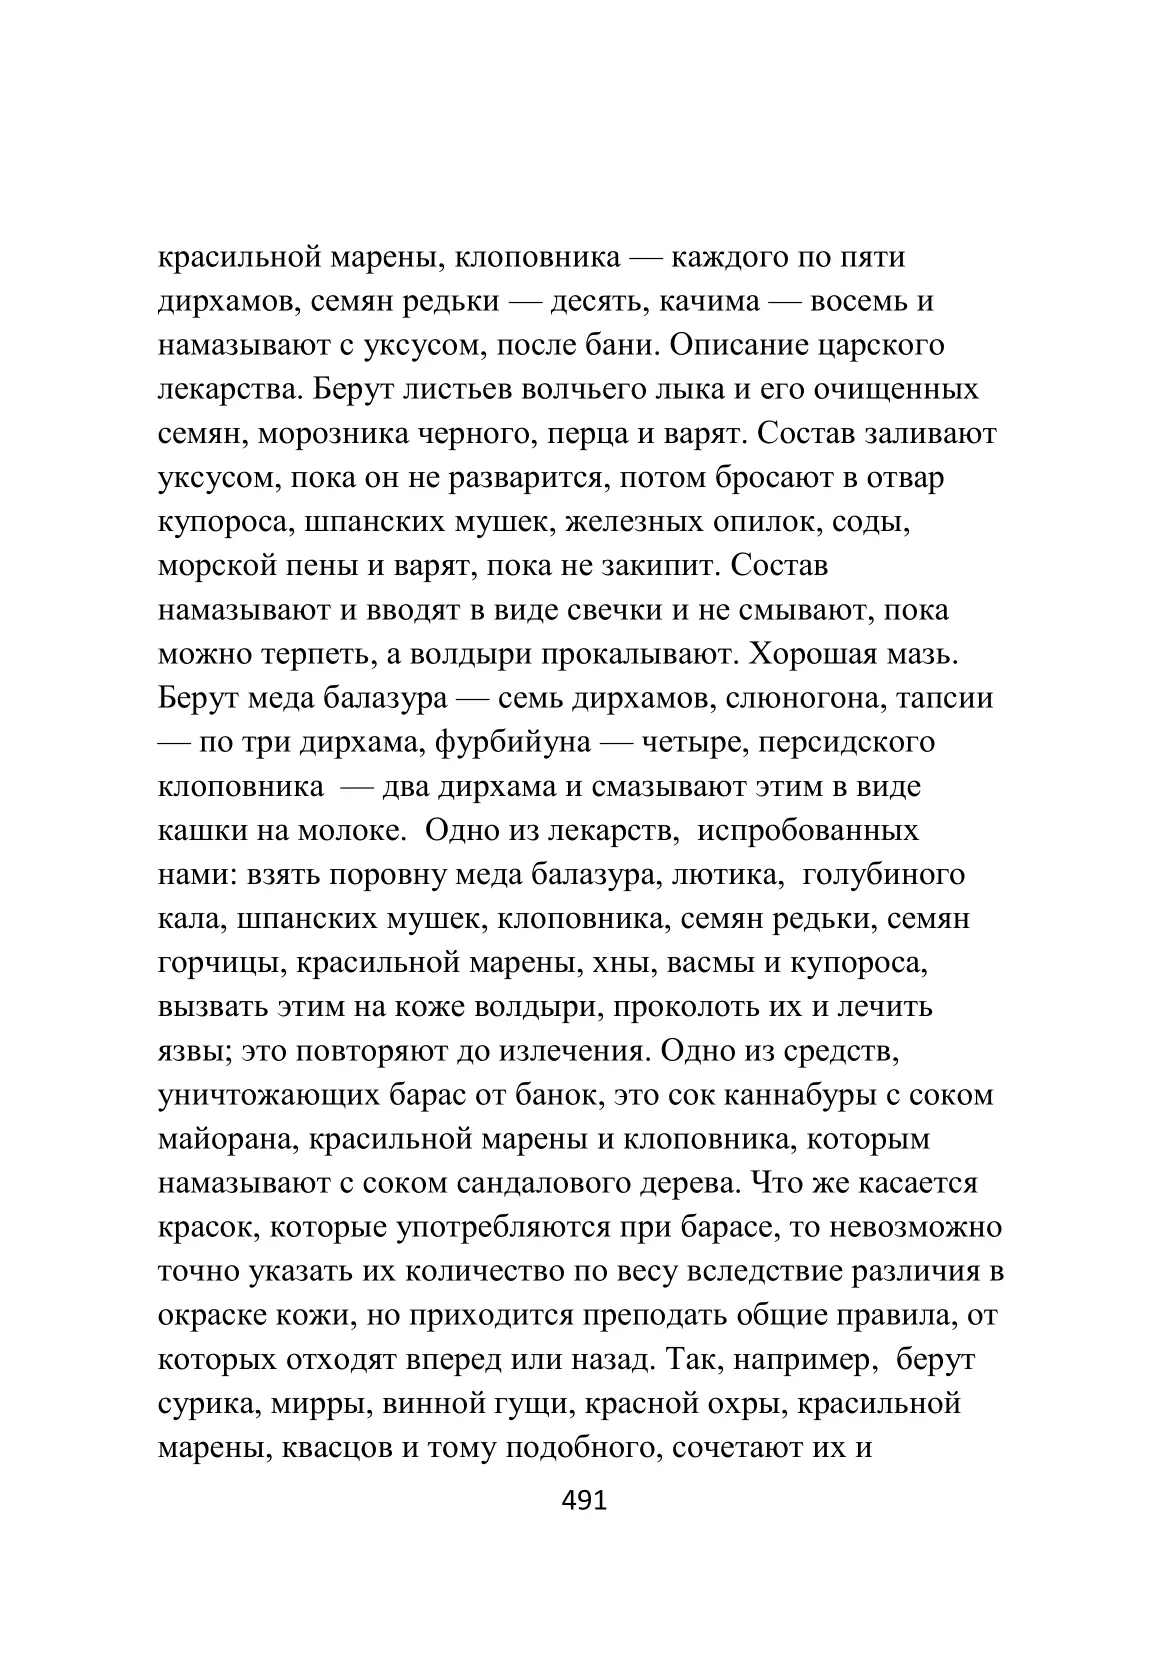 красильной марены, клоповника — каждого по пяти
дирхамов, семян редьки — десять, качима — восемь и
намазывают с уксусом, после бани. Описание царского
лекарства. Берут листьев волчьего лыка и его очищенных
семян, морозника черного, перца и варят. Состав заливают
уксусом, пока он не разварится, потом бросают в отвар
купороса, шпанских мушек, железных опилок, соды,
морской пены и варят, пока не закипит. Состав
намазывают и вводят в виде свечки и не смывают, пока
можно терпеть, а волдыри прокалывают. Хорошая мазь.
Берут меда балазура — семь дирхамов, слюногона, тапсии
— по три дирхама, фурбийуна — четыре, персидского
клоповника  — два дирхама и смазывают этим в виде
кашки на молоке.  Одно из лекарств,  испробованных
нами: взять поровну меда балазура, лютика,  голубиного
кала, шпанских мушек, клоповника, семян редьки, семян
горчицы, красильной марены, хны, васмы и купороса,
вызвать этим на коже волдыри, проколоть их и лечить
язвы; это повторяют до излечения. Одно из средств,
уничтожающих барас от банок, это сок каннабуры с соком
майорана, красильной марены и клоповника, которым
намазывают с соком сандалового дерева. Что же касается
красок, которые употребляются при барасе, то невозможно
точно указать их количество по весу вследствие различия в
окраске кожи, но приходится преподать общие правила, от
которых отходят вперед или назад. Так, например,  берут
сурика, мирры, винной гущи, красной охры, красильной
марены, квасцов и тому подобного, сочетают их и
491